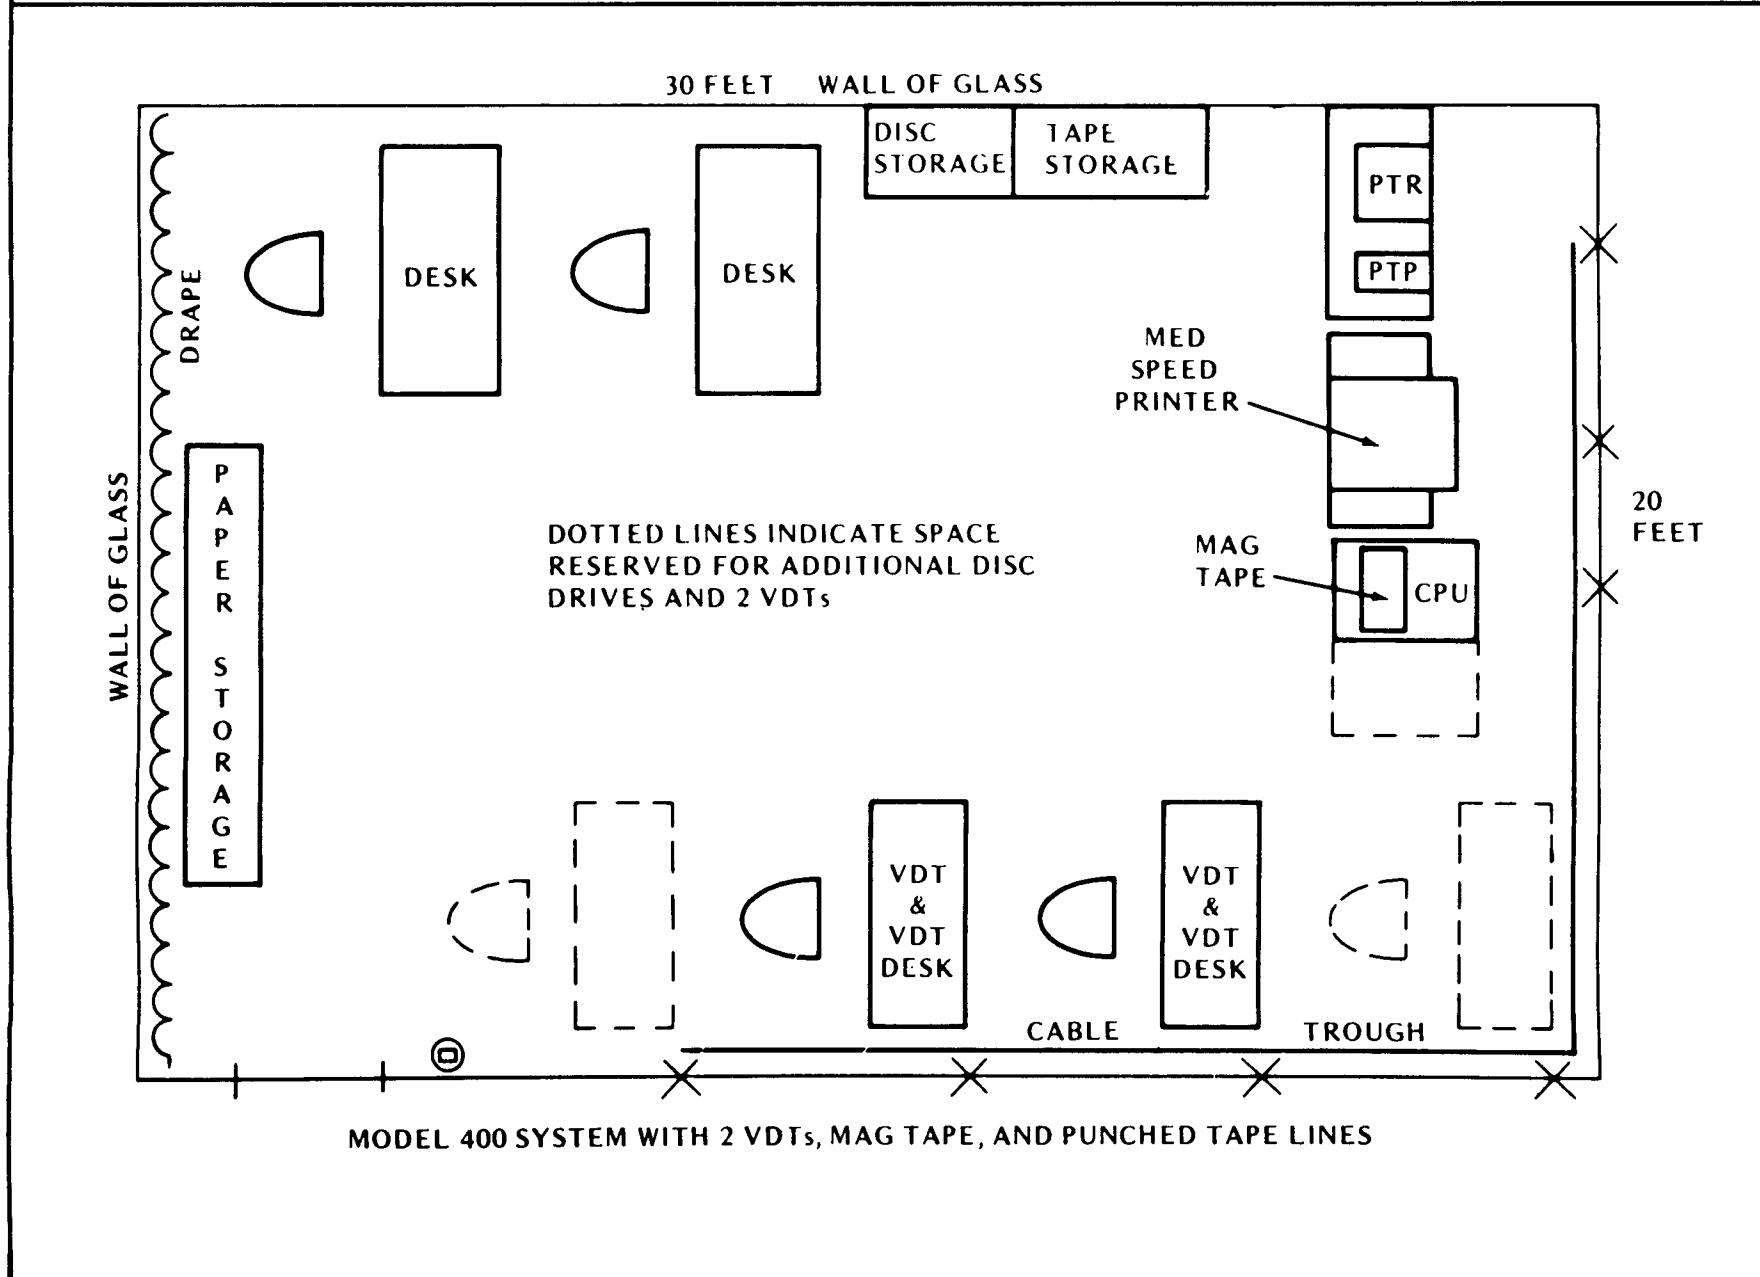 30 FEET WALL OF GLASS
DISC
STORAGE
TAPE
STORAGE
PTR
PTP
DESK
DESK
DRAPE
MED
SPEED
PRINTER
WALL OF GLASS
PAPER STORAGE
DOTTED LINES INDICATE SPACE
RESERVED FOR ADDITIONAL DISC
DRIVES AND 2 VDTs
MAG
TAPE
CPU
20
FEET
VDT
&
VDT
DESK
VDT
&
VDT
DESK
CABLE TROUGH
MODEL 400 SYSTEM WITH 2 VDTs, MAG TAPE, AND PUNCHED TAPE LINES